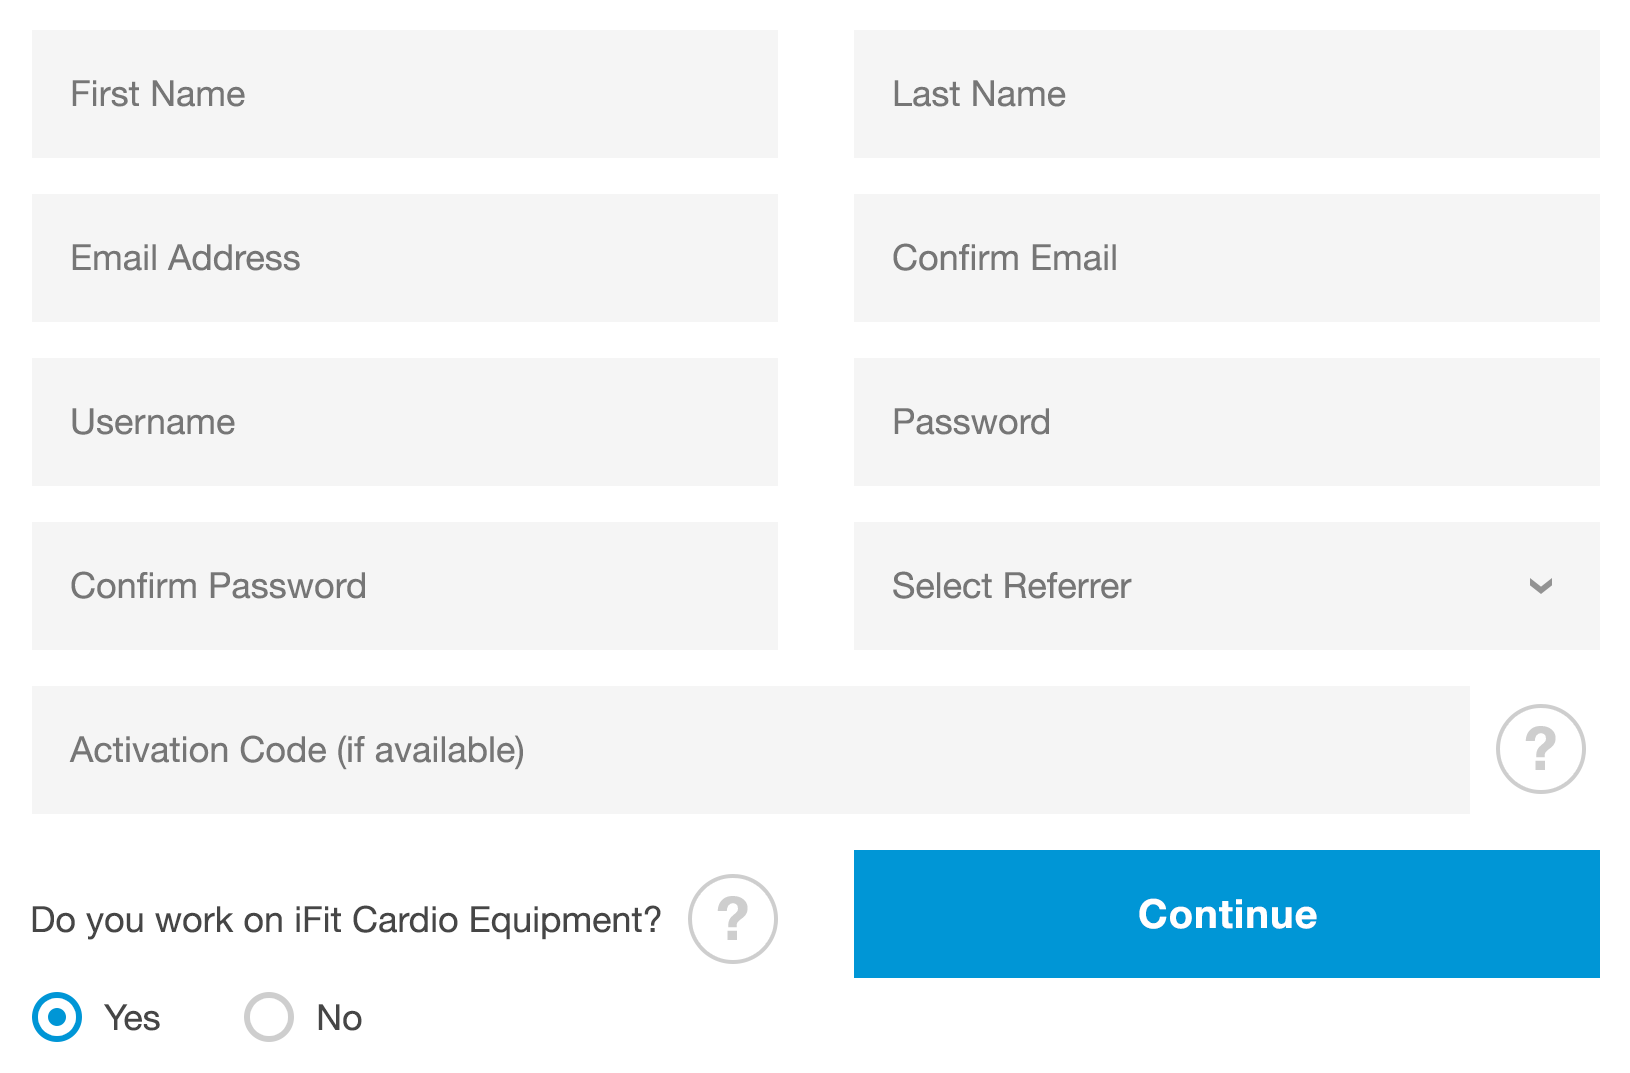 First Name
Last Name
Email Address
Confirm Email
Username
Password
Confirm Password
Select Referrer
Activation Code (if available)
?
Do you work on iFit Cardio Equipment?
?
Continue
Yes
No